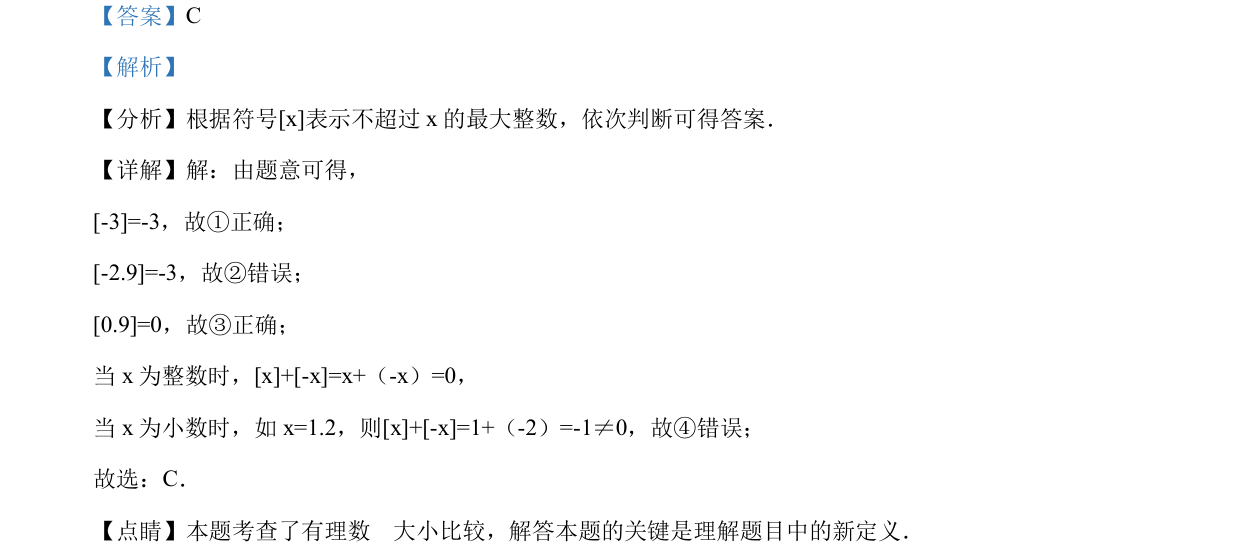 【答案】C
【解析】
【分析】根据符号[x]表示不超过 x 的最大整数，依次判断可得答案．
【详解】解：由题意可得，
[-3]=-3，故①正确；
[-2.9]=-3，故②错误；
[0.9]=0，故③正确；
当 x 为整数时，[x]+[-x]=x+（-x）=0，
当 x 为小数时，如 x=1.2，则[x]+[-x]=1+（-2）=-1≠0，故④错误；
故选：C．
【点睛】本题考查了有理数　大小比较，解答本题的关键是理解题目中的新定义．